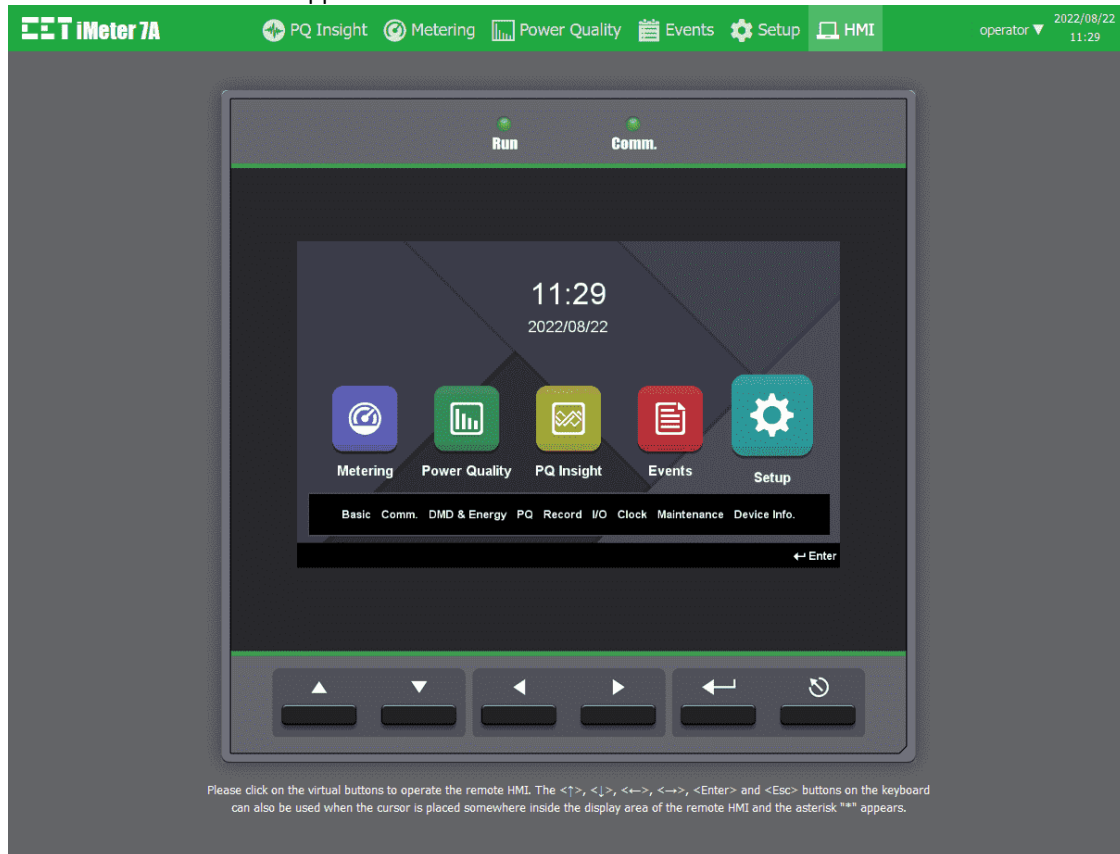 CET iMeter 7A
PQ Insight Metering Power Quality Events Setup HMI
operator ▼
2022/08/22
11:29
Run Comm.
11:29
2022/08/22
Metering Power Quality PQ Insight Events Setup
Basic Comm. DMD & Energy PQ Record I/O Clock Maintenance Device Info.
↵ Enter
Please click on the virtual buttons to operate the remote HMI. The <↑>, <↓>, <←>, <→>, <Enter> and <Esc> buttons on the keyboard
can also be used when the cursor is placed somewhere inside the display area of the remote HMI and the asterisk "*" appears.